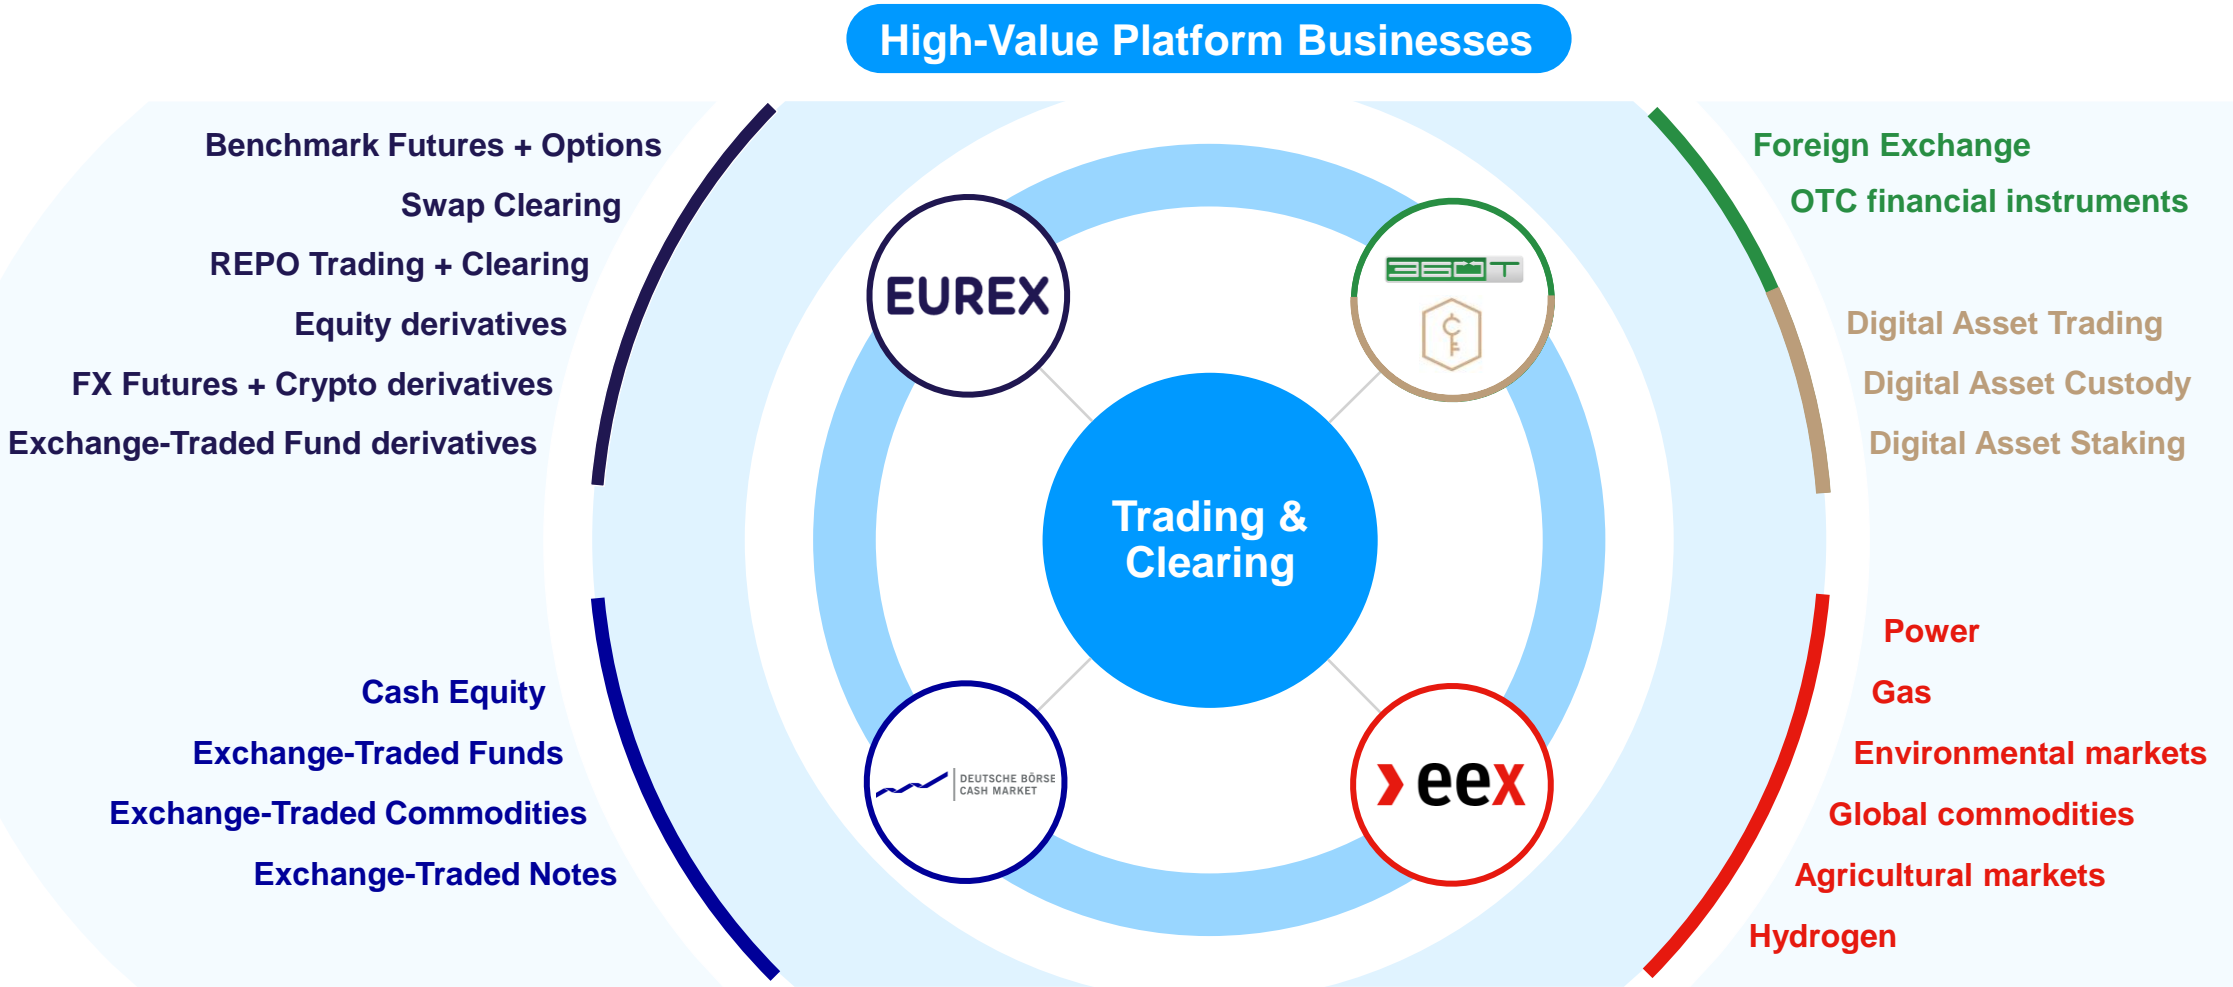 High-Value Platform Businesses
Benchmark Futures + Options
Swap Clearing
REPO Trading + Clearing
Equity derivatives
FX Futures + Crypto derivatives
Exchange-Traded Fund derivatives
EUREX
360T
Foreign Exchange
OTC financial instruments
Digital Asset Trading
Digital Asset Custody
Digital Asset Staking
Trading &
Clearing
Cash Equity
Exchange-Traded Funds
Exchange-Traded Commodities
Exchange-Traded Notes
DEUTSCHE BÖRSE
CASH MARKET
eex
Power
Gas
Environmental markets
Global commodities
Agricultural markets
Hydrogen